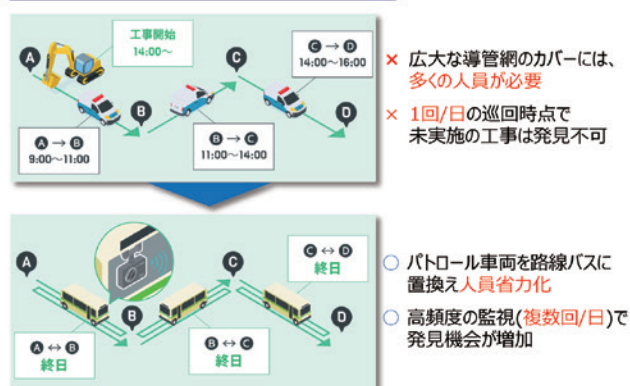 工事開始
14:00～
A
C
C → D
14:00～16:00
B
D
A → B
9:00～11:00
B → C
11:00～14:00
× 広大な導管網のカバーには、
多くの人員が必要
× 1回/日の巡回時点で
未実施の工事は発見不可
A
C
C ↔ D
終日
B
D
A ↔ B
終日
B ↔ C
終日
○ パトロール車両を路線バスに
置換え人員省力化
○ 高頻度の監視(複数回/日)で
発見機会が増加